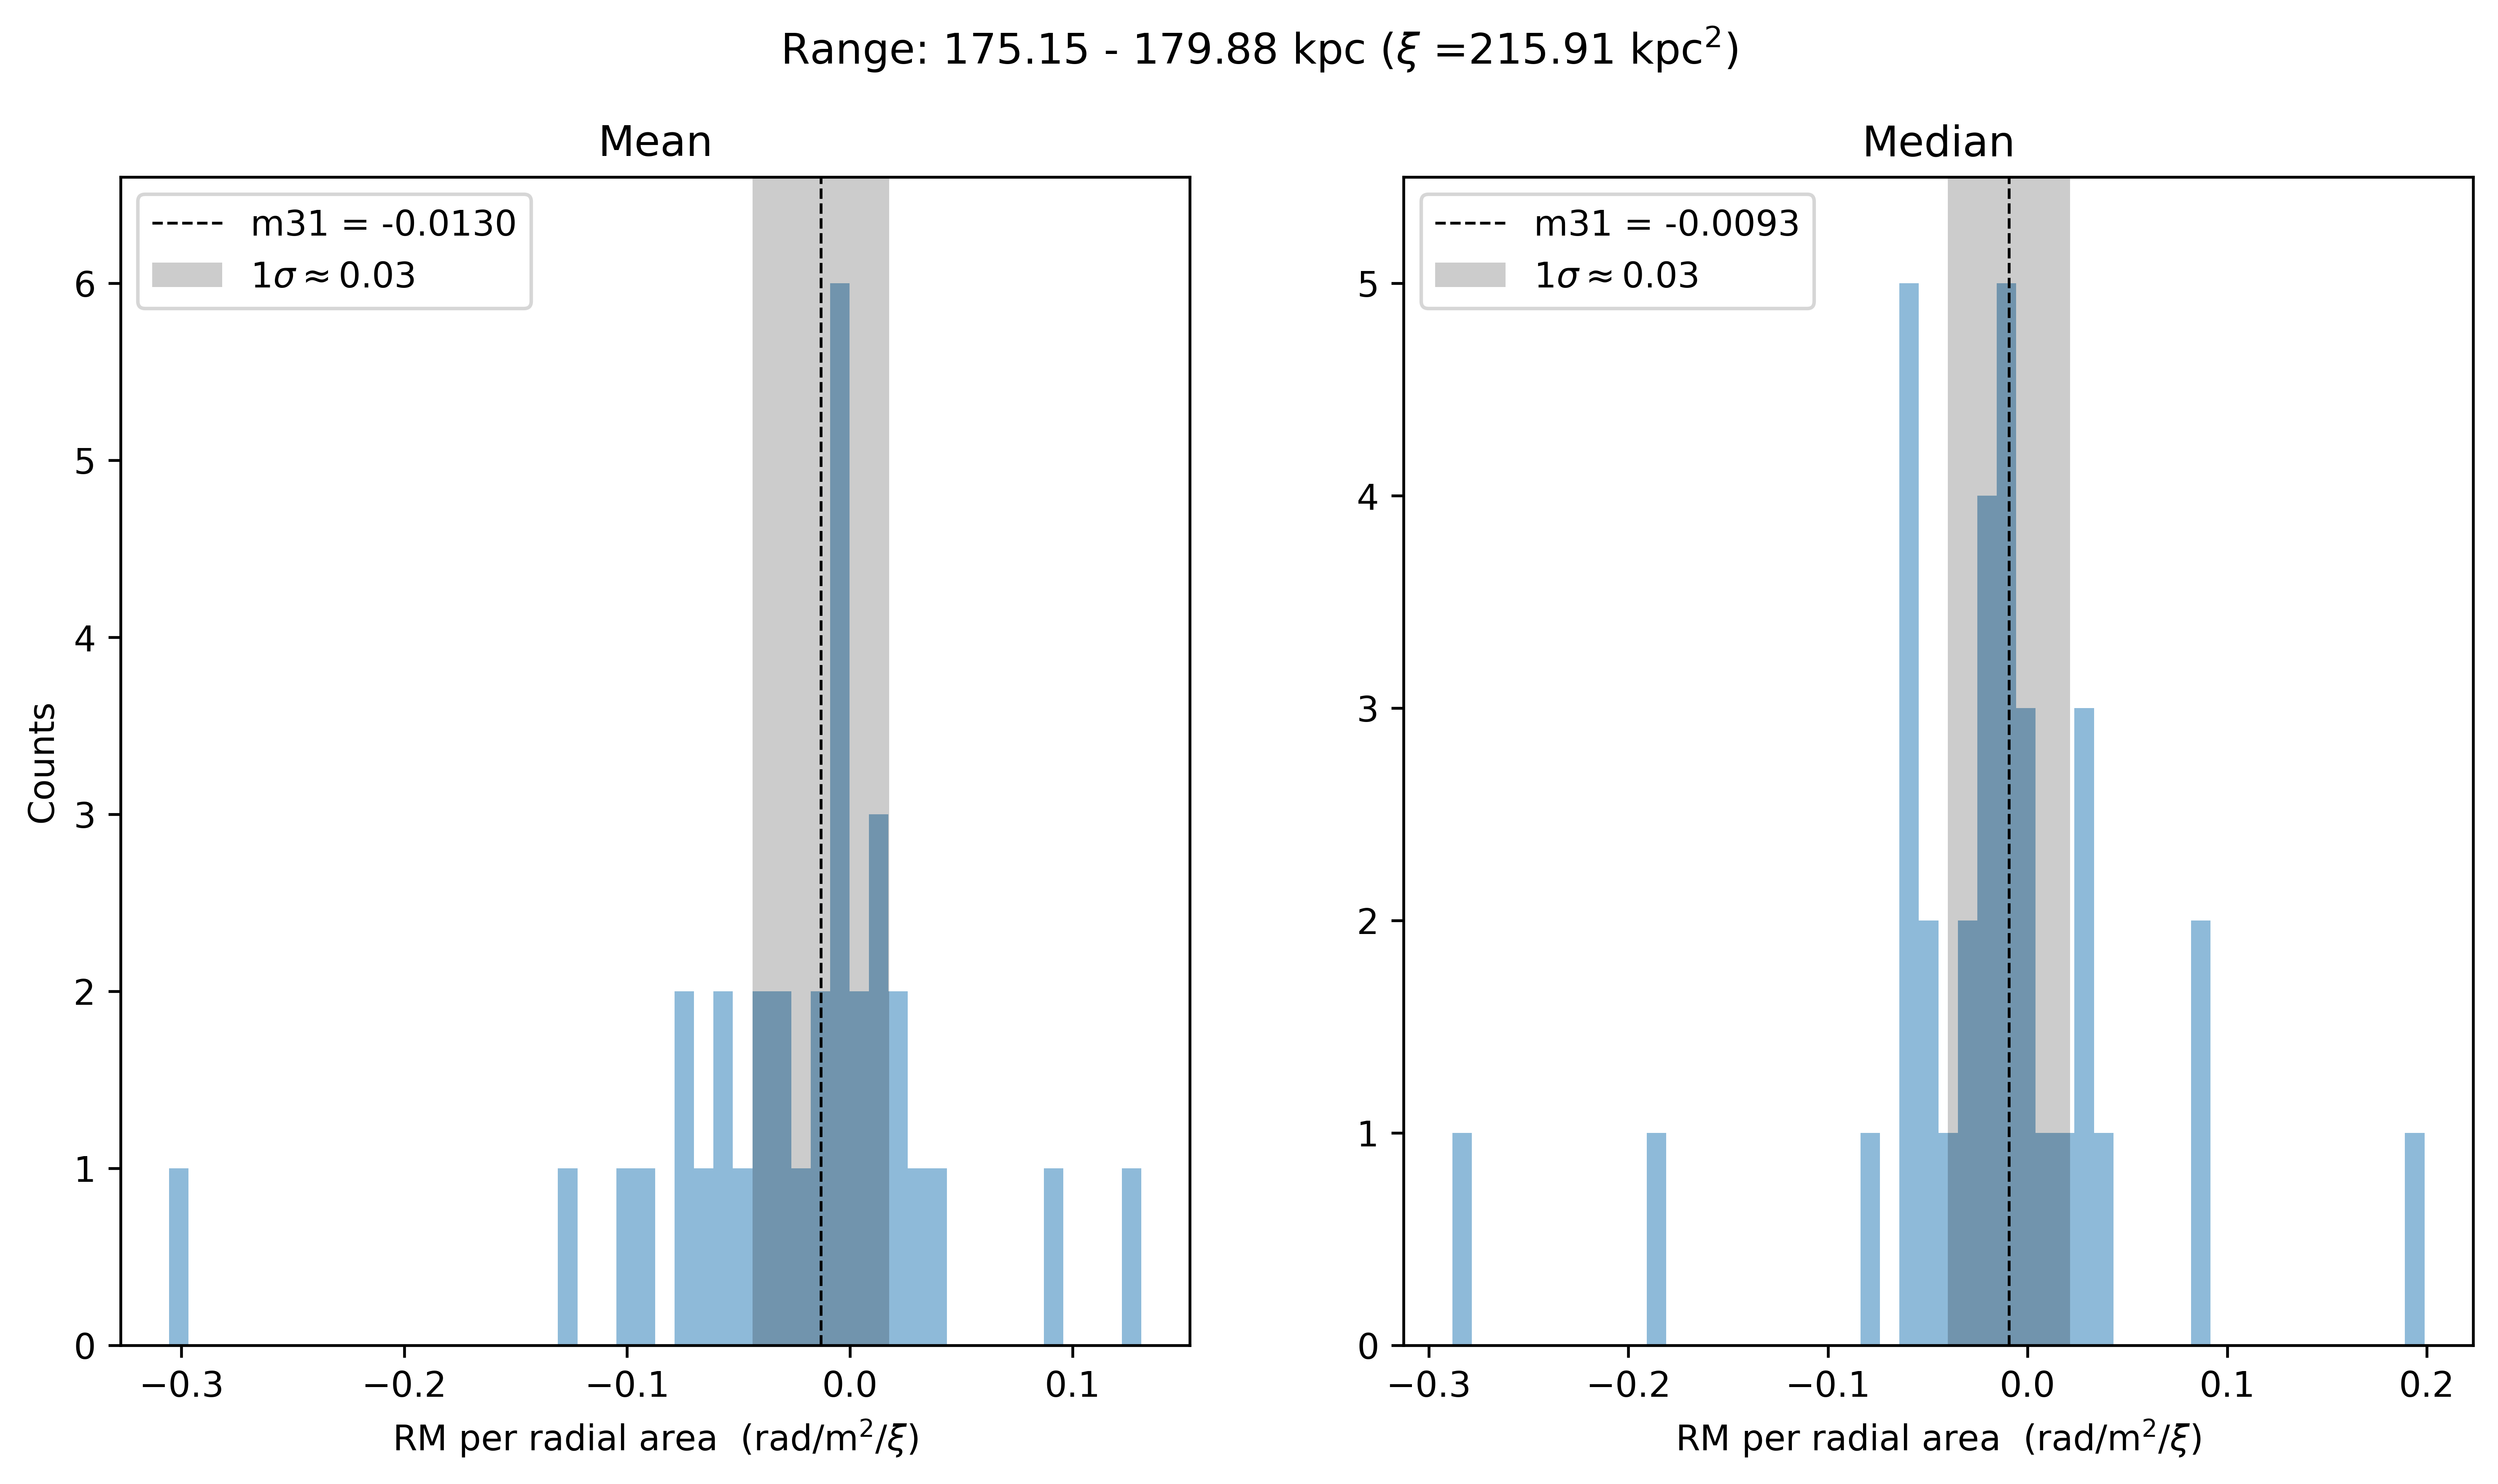 Range: 175.15 - 179.88 kpc (ξ =215.91 kpc²)
Mean
m31 = -0.0130
1σ ≈ 0.03
6
5
4
3
2
1
0
Counts
−0.3 −0.2 −0.1 0.0 0.1
RM per radial area (rad/m²/ξ)
Median
m31 = -0.0093
1σ ≈ 0.03
5
4
3
2
1
0
−0.3 −0.2 −0.1 0.0 0.1 0.2
RM per radial area (rad/m²/ξ)